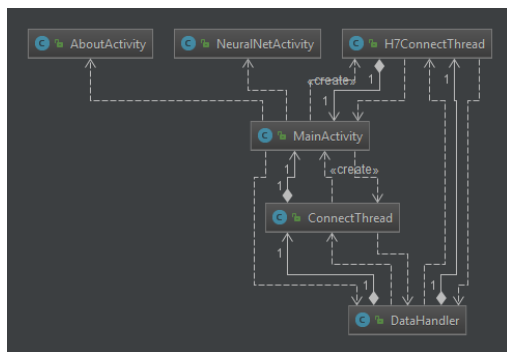 C AboutActivity
C NeuralNetActivity
C H7ConnectThread
«create»
1
1
C MainActivity
1
«create»
1
C ConnectThread
1
1
1
C DataHandler